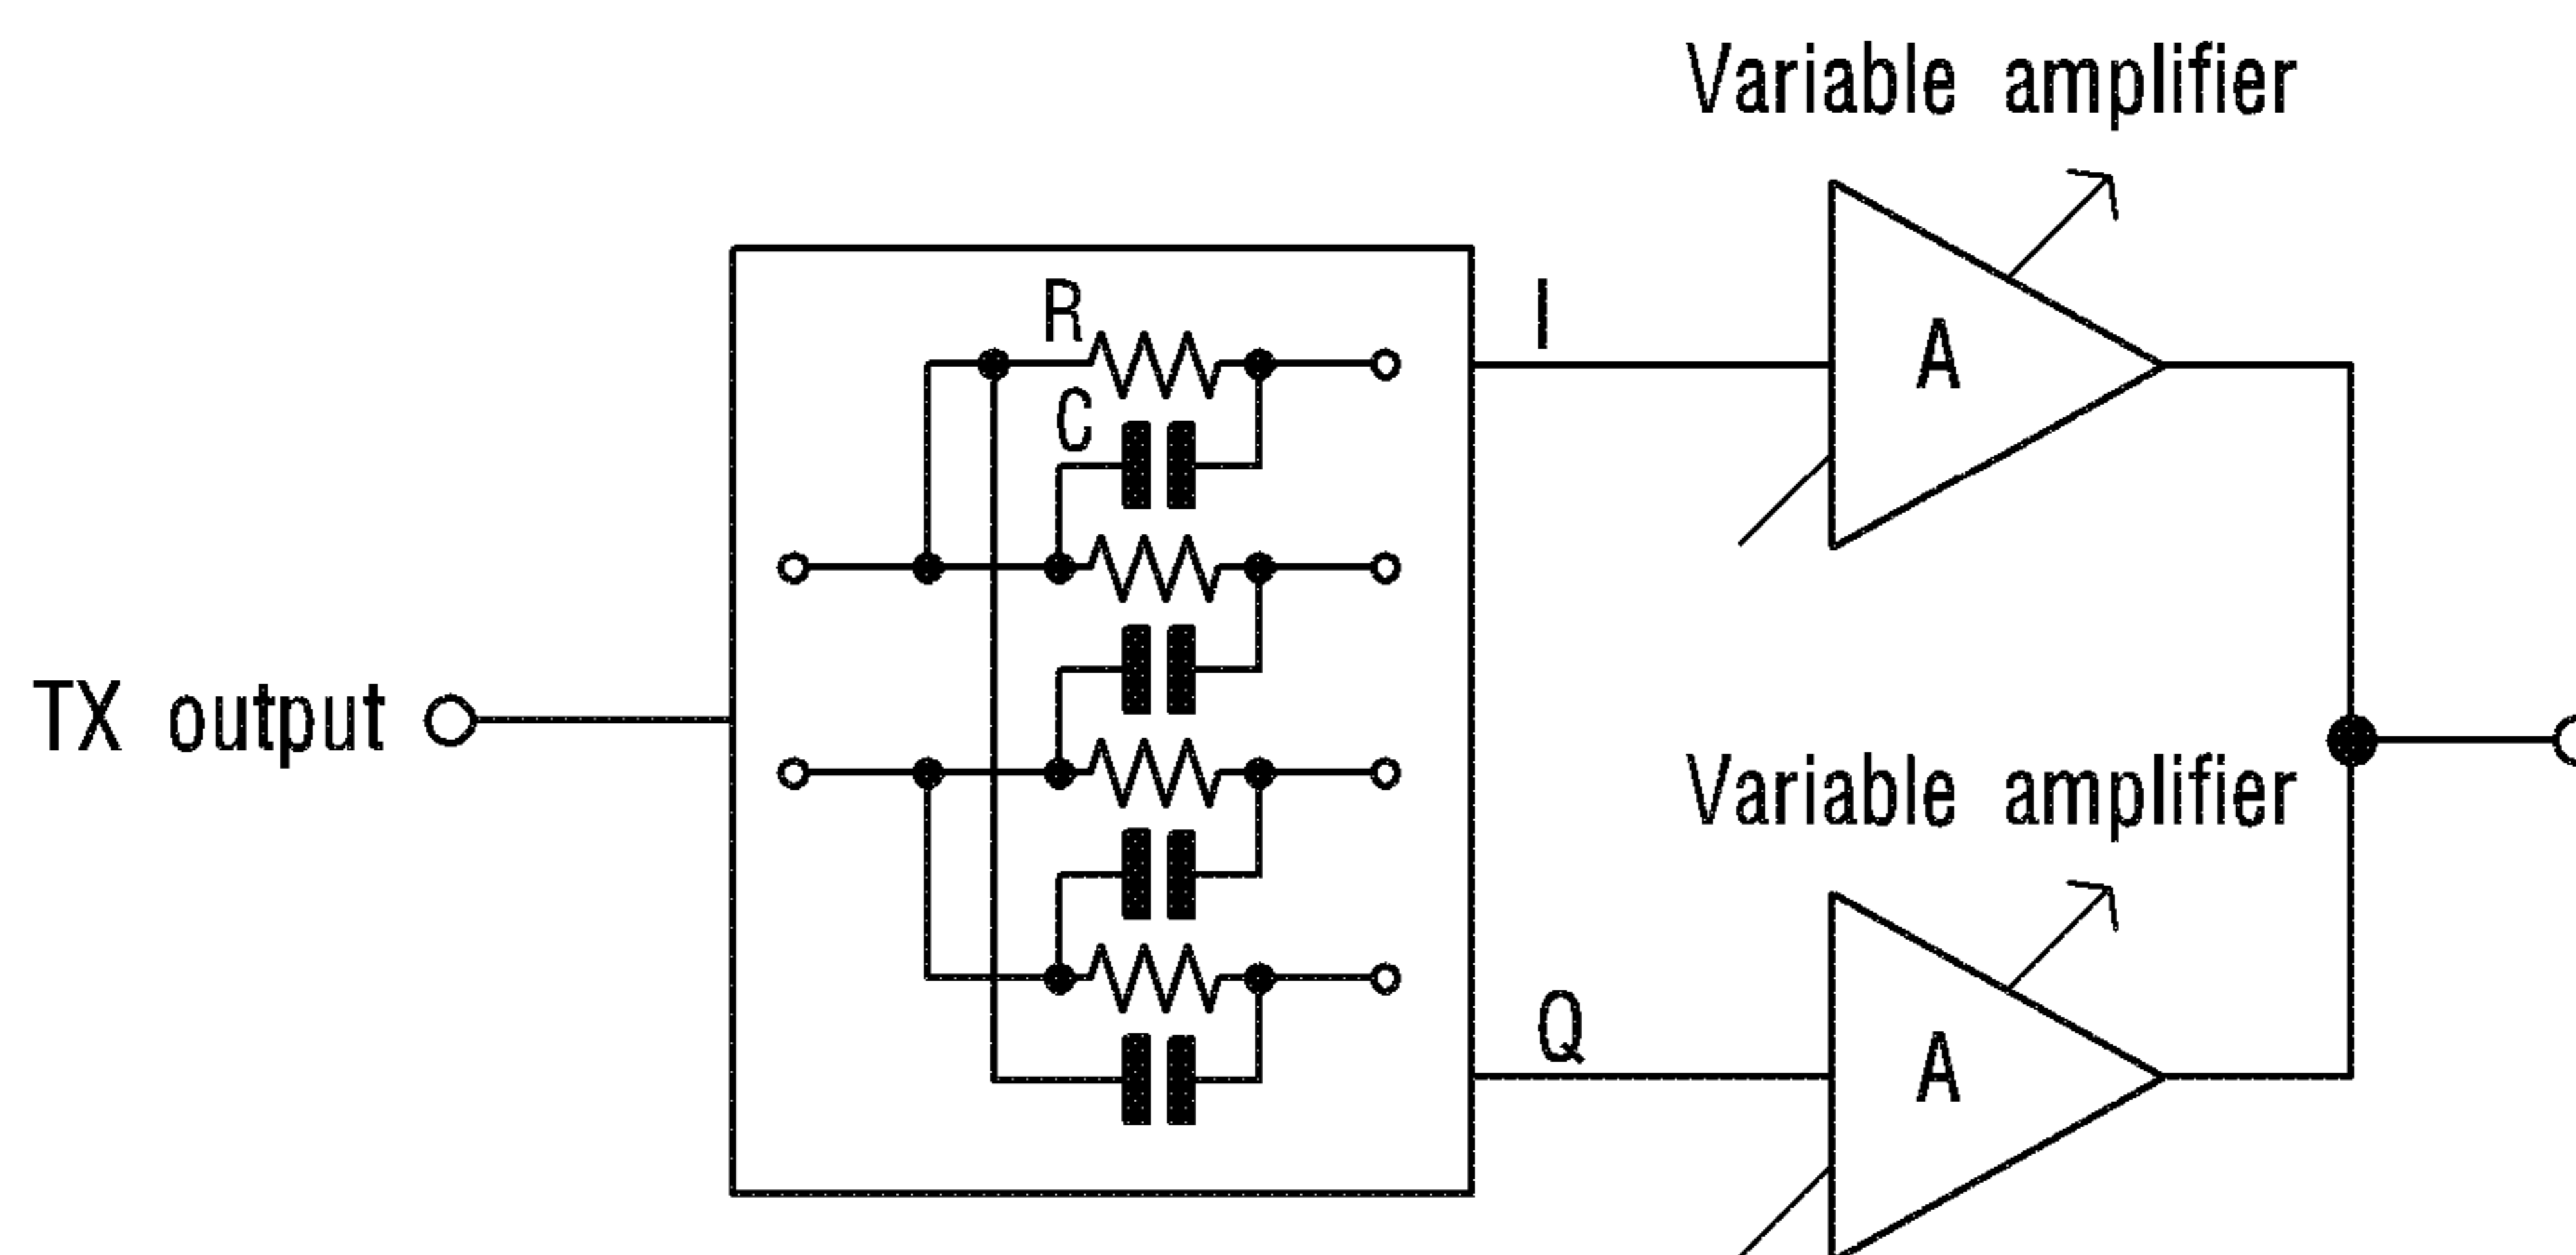 Variable amplifier
R
I
C
A
TX output
Variable amplifier
Q
A